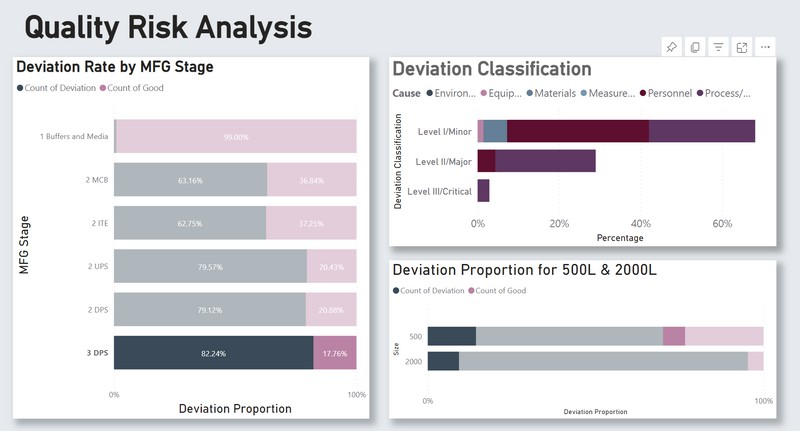 Quality Risk Analysis
Deviation Rate by MFG Stage
Count of Deviation Count of Good
MFG Stage
1 Buffers and Media 99.00%
2 MCB 63.16% 36.84%
2 ITE 62.75% 37.25%
2 UPS 79.57% 20.43%
2 DPS 79.12% 20.88%
3 DPS 82.24% 17.76%
0% 100%
Deviation Proportion
Deviation Classification
Cause Environ... Equip... Materials Measure... Personnel Process/...
Deviation Classification
Level I/Minor
Level II/Major
Level III/Critical
0% 20% 40% 60%
Percentage
Deviation Proportion for 500L & 2000L
Count of Deviation Count of Good
Size
500
2000
0% 100%
Deviation Proportion